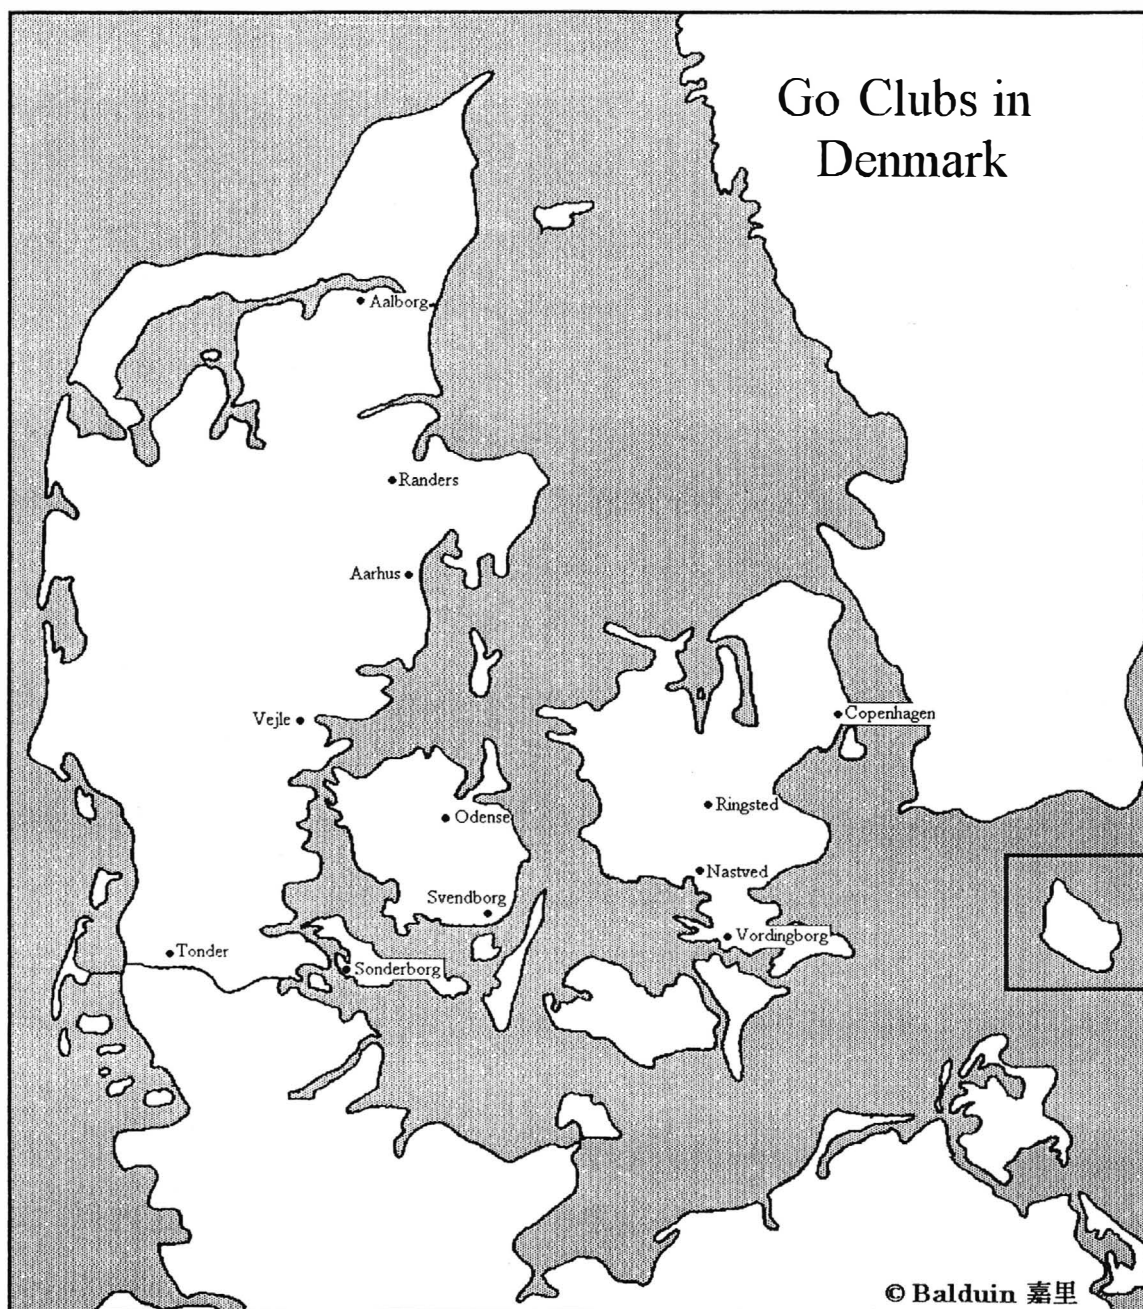 Go Clubs in
Denmark
Aalborg
Randers
Aarhus
Vejle
Copenhagen
Ringsted
Odense
Nastved
Svendborg
Vordingborg
Tonder
Sonderborg
© Balduin 嘉里